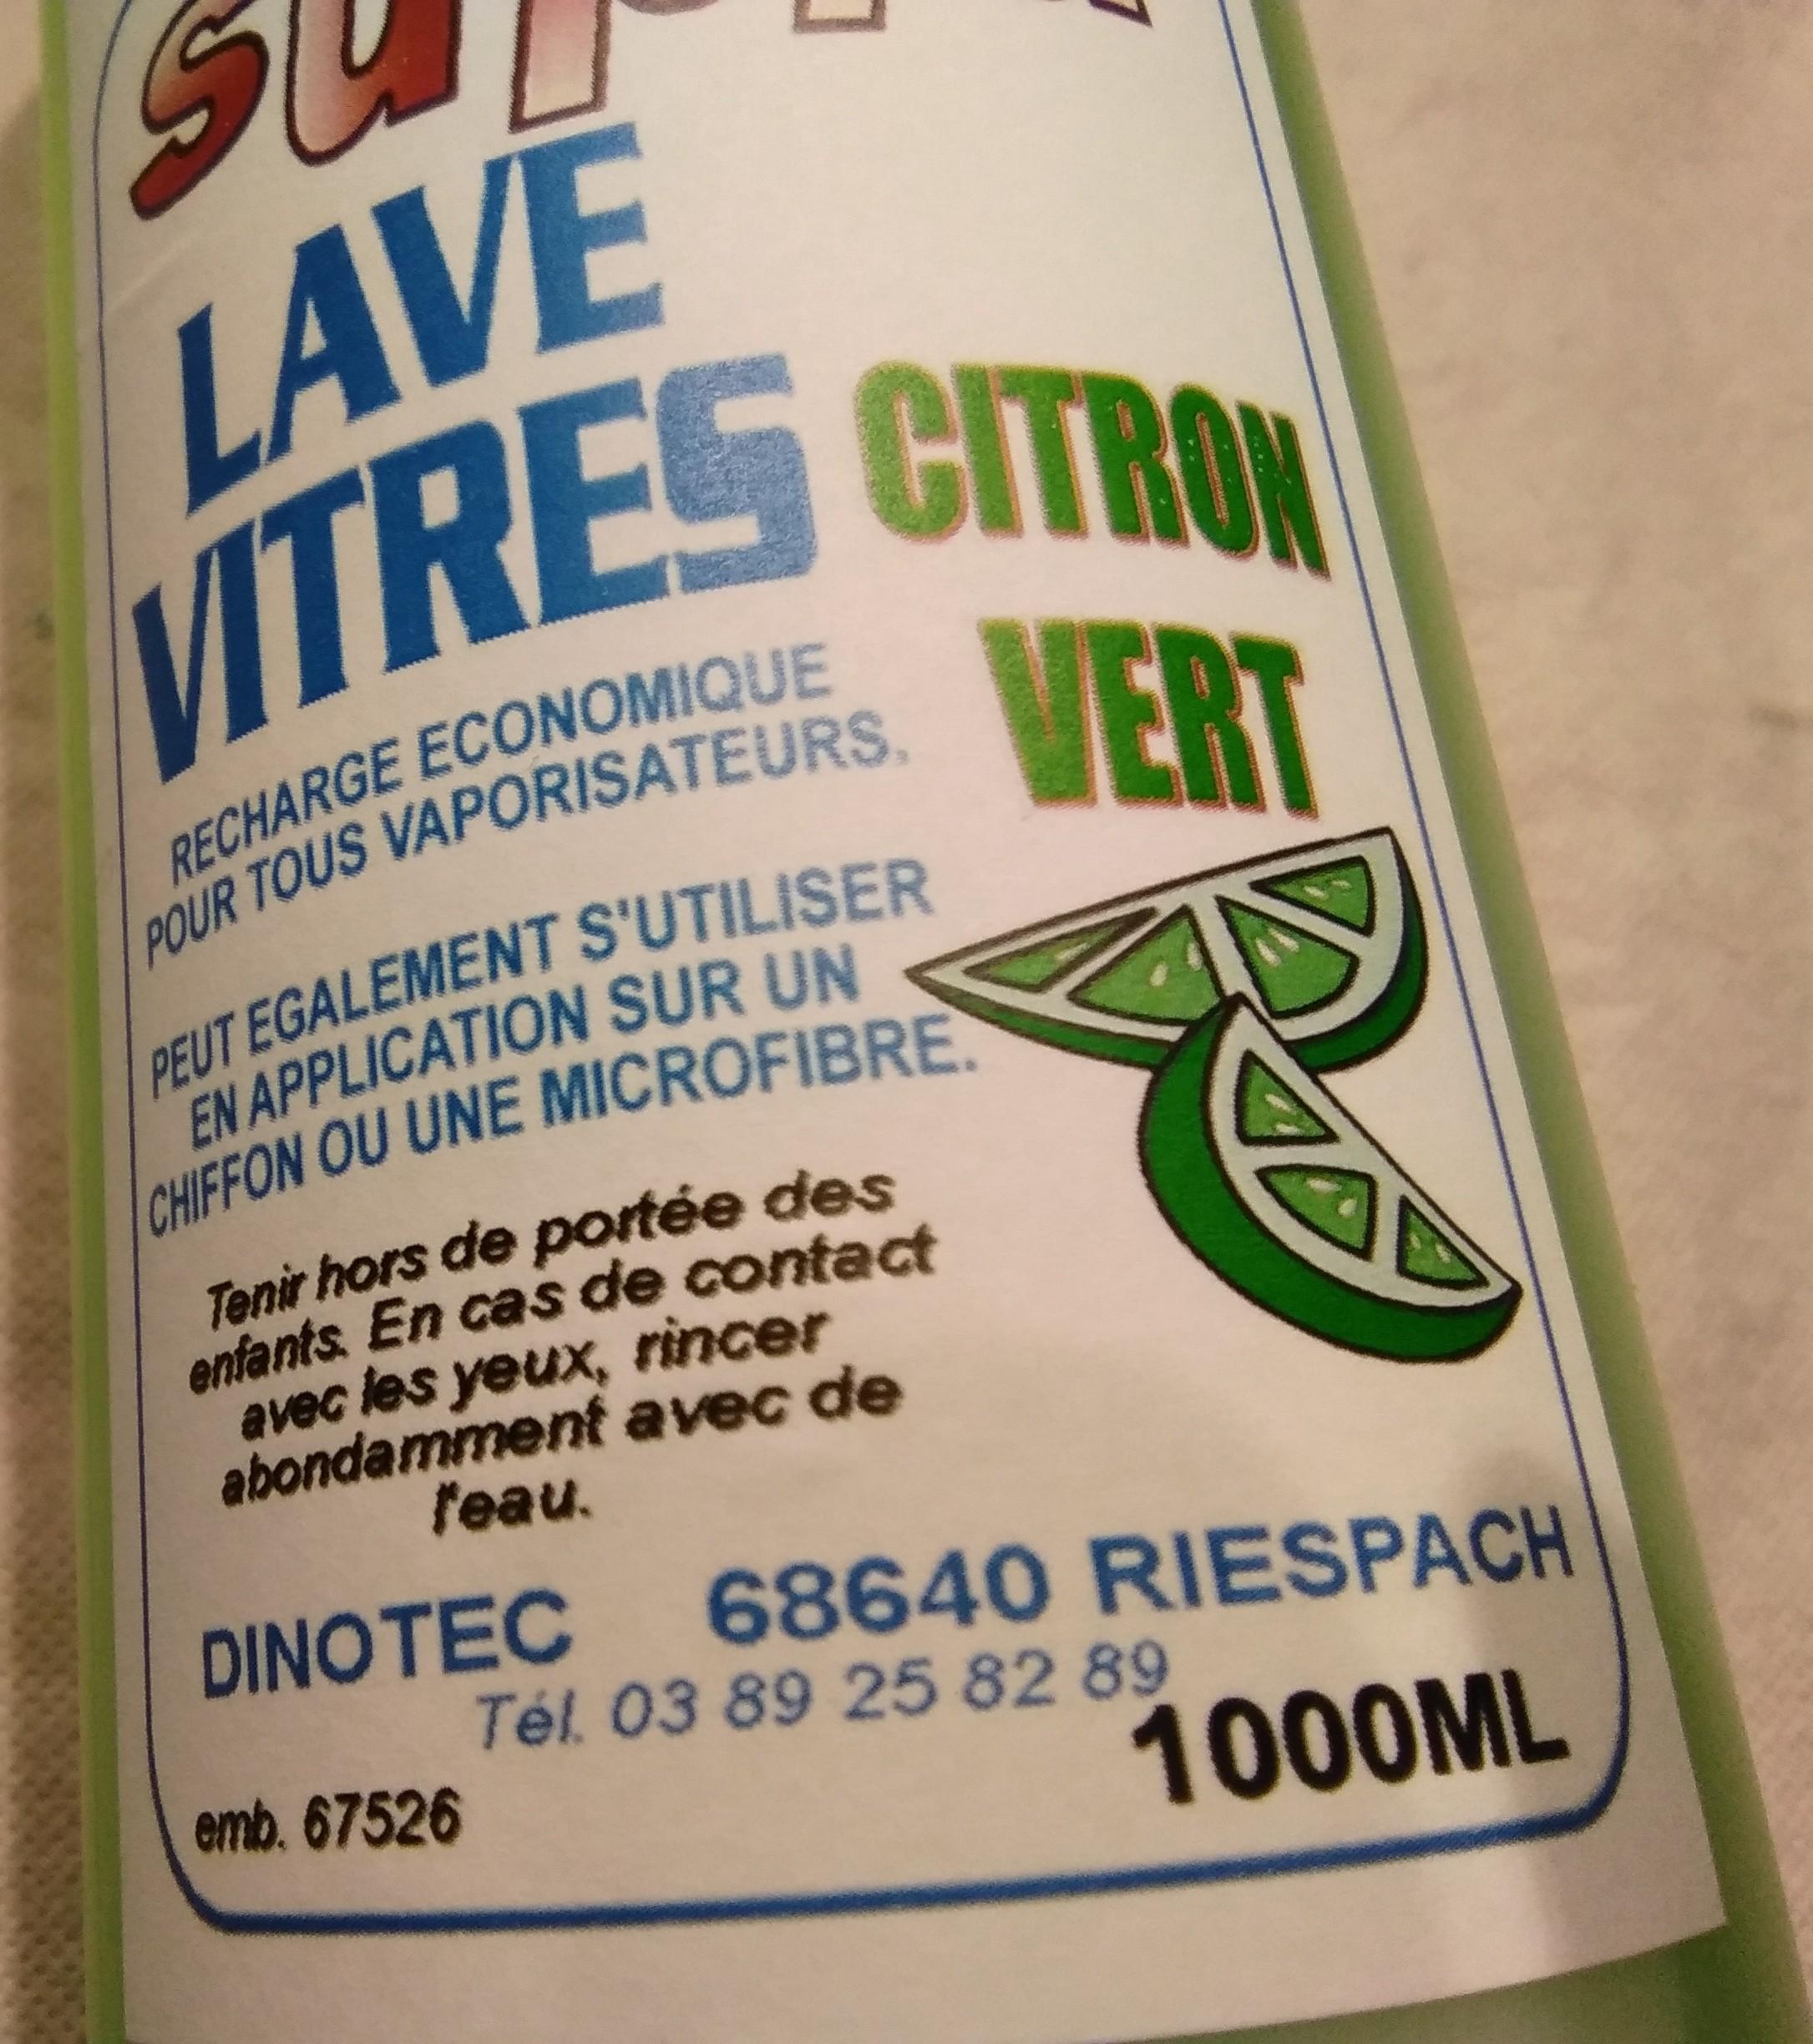 LAVE
VITRES
CITRON
VERT
RECHARGE ECONOMIQUE
POUR TOUS VAPORISATEURS.
PEUT EGALEMENT S'UTILISER
EN APPLICATION SUR UN
CHIFFON OU UNE MICROFIBRE.
Tenir hors de portée des
enfants. En cas de contact
avec les yeux, rincer
abondamment avec de
l'eau.
DINOTEC 68640 RIESPACH
Tél. 03 89 25 82 89
1000ML
emb. 67526